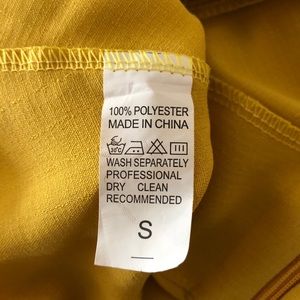 100% POLYESTER
MADE IN CHINA
WASH SEPARATELY
PROFESSIONAL
DRY CLEAN
RECOMMENDED
S